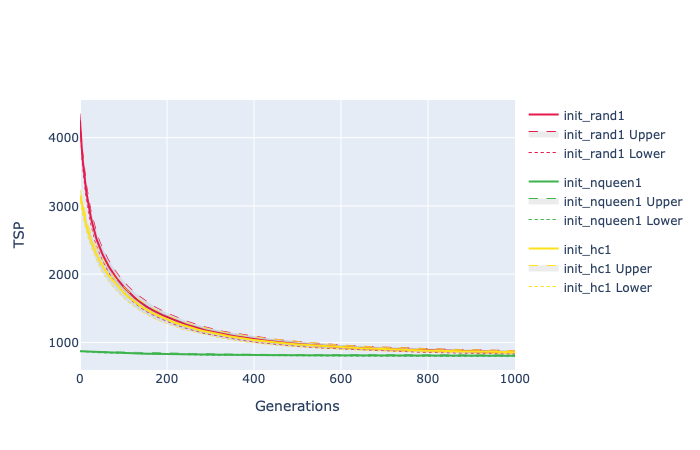 4000
3000
2000
1000
0
200
400
600
800
1000
TSP
Generations
init_rand1
init_rand1 Upper
init_rand1 Lower
init_nqueen1
init_nqueen1 Upper
init_nqueen1 Lower
init_hc1
init_hc1 Upper
init_hc1 Lower